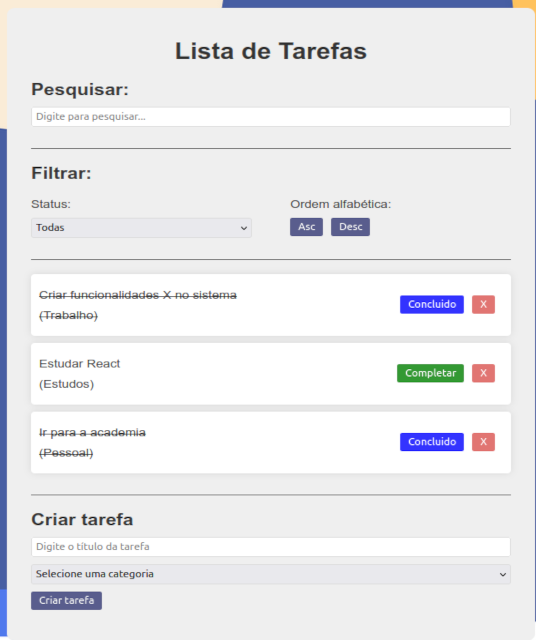 Lista de Tarefas
Pesquisar:
Digite para pesquisar...
Filtrar:
Status:
Todas
Ordem alfabética:
Asc Desc
Criar funcionalidades X no sistema
(Trabalho)
Concluido X
Estudar React
(Estudos)
Completar X
Ir para a academia
(Pessoal)
Concluido X
Criar tarefa
Digite o título da tarefa
Selecione uma categoria
Criar tarefa